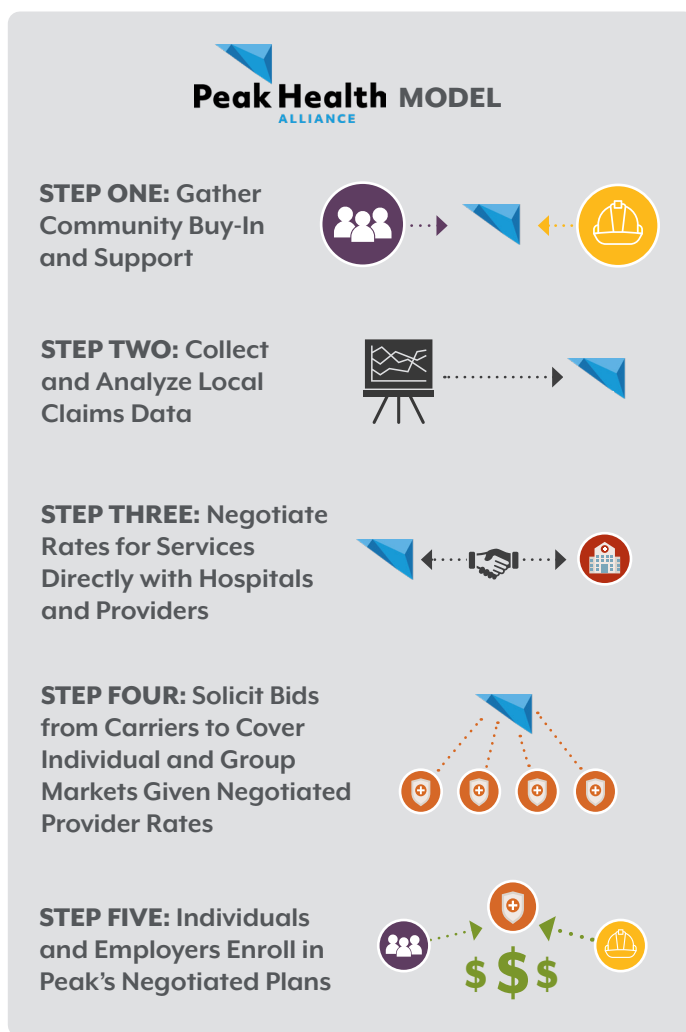 Peak Health MODEL
ALLIANCE
STEP ONE: Gather
Community Buy-In
and Support
STEP TWO: Collect
and Analyze Local
Claims Data
STEP THREE: Negotiate
Rates for Services
Directly with Hospitals
and Providers
STEP FOUR: Solicit Bids
from Carriers to Cover
Individual and Group
Markets Given Negotiated
Provider Rates
STEP FIVE: Individuals
and Employers Enroll in
Peak's Negotiated Plans
$ $ $